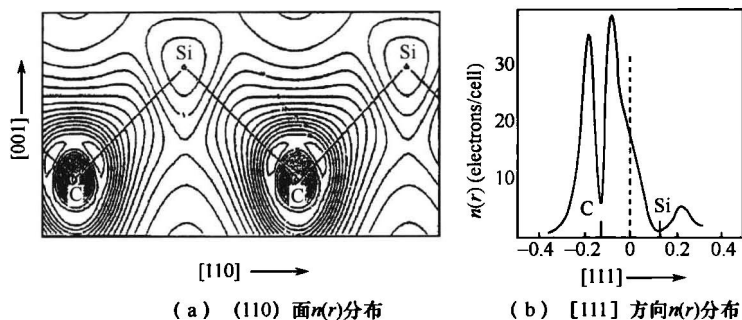 Si
Si
C
C
[001]
[110]
(a) (110) 面n(r)分布
n(r) (electrons/cell)
30
20
10
C
Si
-0.4
-0.2
0
0.2
0.4
[111]
(b) [111] 方向n(r)分布